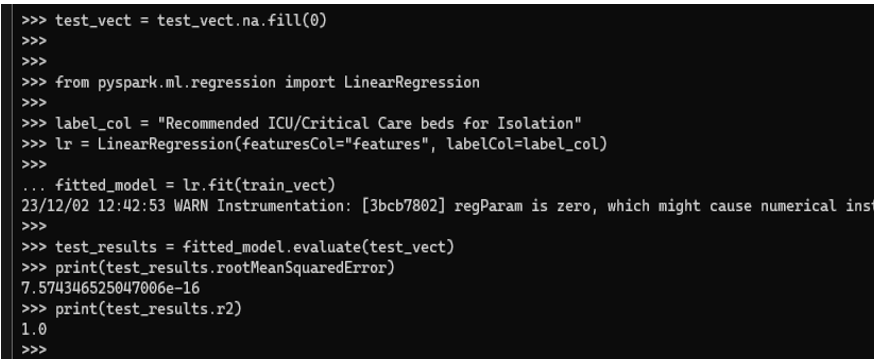 >>> test_vect = test_vect.na.fill(0)
>>>
>>>
>>> from pyspark.ml.regression import LinearRegression
>>>
>>> label_col = "Recommended ICU/Critical Care beds for Isolation"
>>> lr = LinearRegression(featuresCol="features", labelCol=label_col)
>>>
... fitted_model = lr.fit(train_vect)
23/12/02 12:42:53 WARN Instrumentation: [3bcb7802] regParam is zero, which might cause numerical inst
>>>
>>> test_results = fitted_model.evaluate(test_vect)
>>> print(test_results.rootMeanSquaredError)
7.574346525047006e-16
>>> print(test_results.r2)
1.0
>>>